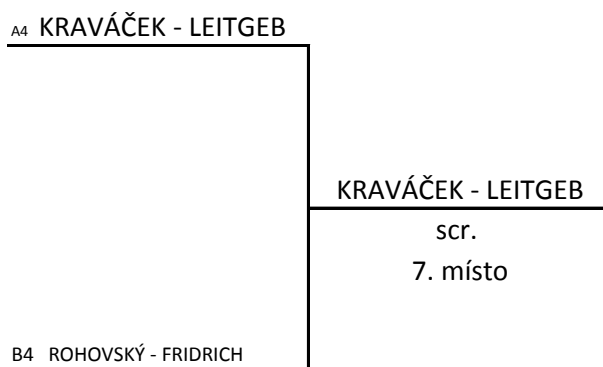 A4 KRAVÁČEK - LEITGEB
KRAVÁČEK - LEITGEB
scr.
7. místo
B4 ROHOVSKÝ - FRIDRICH